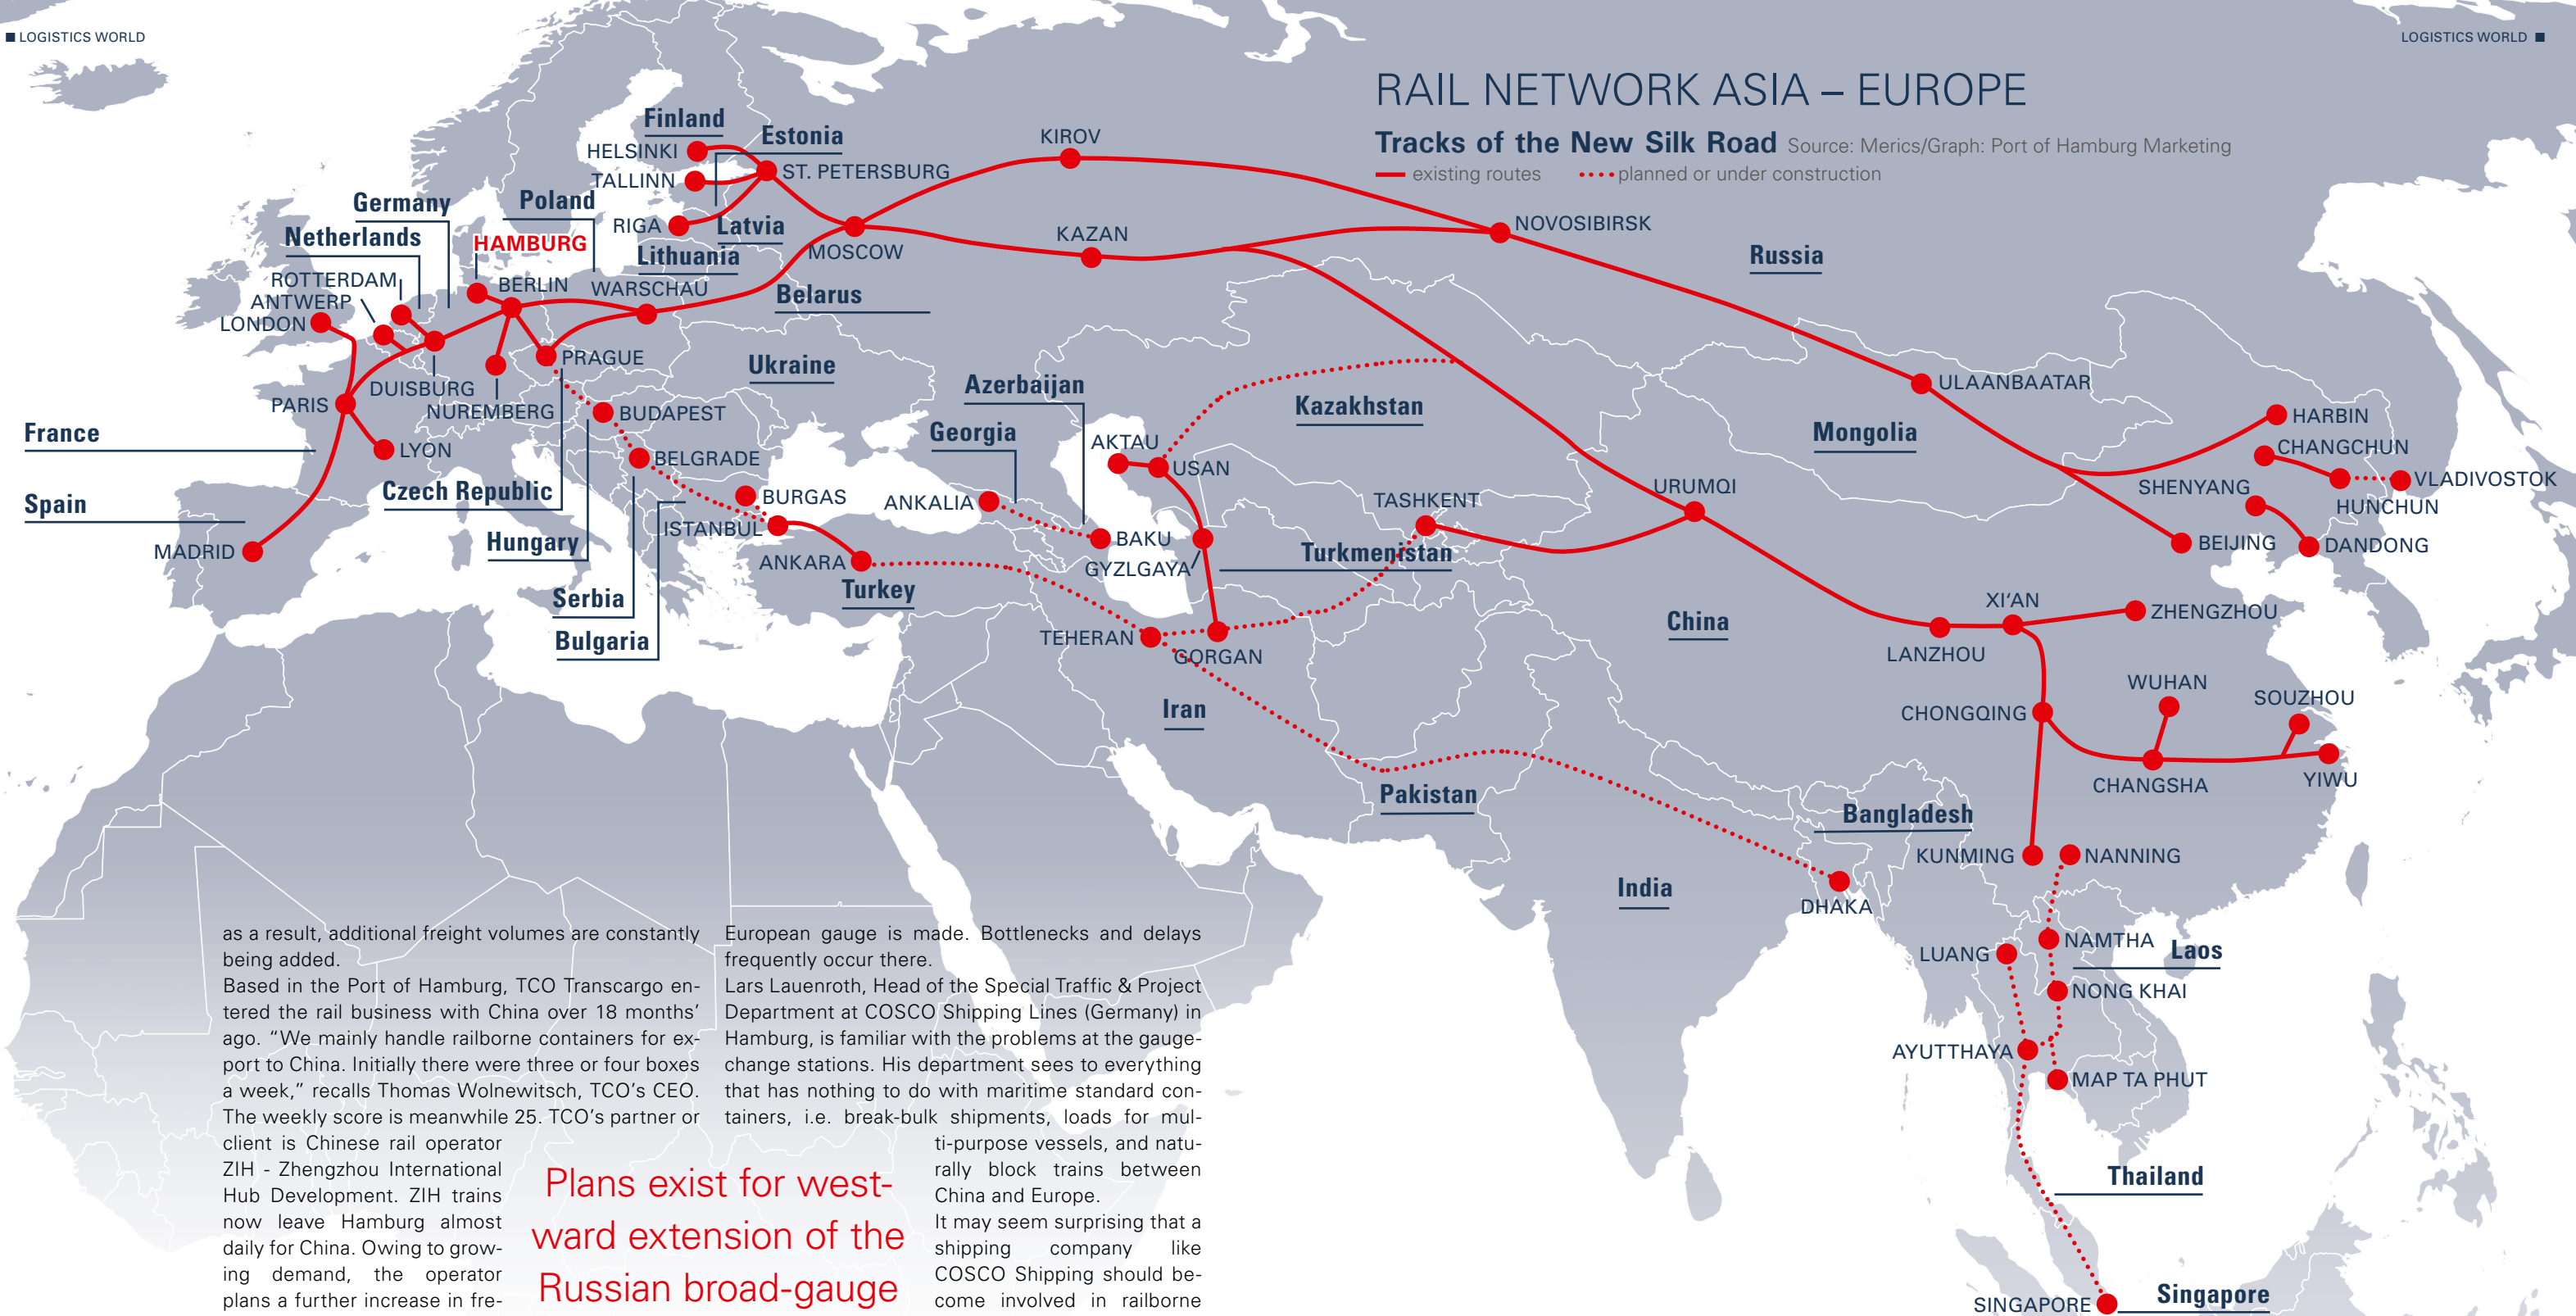 ■ LOGISTICS WORLD
LOGISTICS WORLD ■
RAIL NETWORK ASIA – EUROPE
Tracks of the New Silk Road Source: Merics/Graph: Port of Hamburg Marketing
existing routes planned or under construction
Finland
Estonia
HELSINKI
ST. PETERSBURG
TALLINN
KIROV
Poland
Germany
RIGA
Latvia
Netherlands
HAMBURG
Lithuania
MOSCOW
KAZAN
NOVOSIBIRSK
Russia
ROTTERDAM
ANTWERP
LONDON
BERLIN
WARSCHAU
Belarus
PRAGUE
Ukraine
DUISBURG
NUREMBERG
PARIS
BUDAPEST
Azerbaijan
Kazakhstan
ULAANBAATAR
HARBIN
France
LYON
BELGRADE
Georgia
AKTAU
USAN
Mongolia
CHANGCHUN
VLADIVOSTOK
Spain
Czech Republic
BURGAS
ANKALIA
TASHKENT
URUMQI
SHENYANG
HUNCHUN
MADRID
Hungary
ISTANBUL
ANKARA
BAKU
GYZLGAYA
Turkmenistan
BEIJING
DANDONG
Serbia
Turkey
Bulgaria
TEHERAN
GORGAN
China
XI‘AN
ZHENGZHOU
LANZHOU
Iran
WUHAN
SOUZHOU
CHONGQING
CHANGSHA
YIWU
Pakistan
Bangladesh
KUNMING
NANNING
India
DHAKA
LUANG
NAMTHA
Laos
NONG KHAI
AYUTTHAYA
MAP TA PHUT
Thailand
SINGAPORE
Singapore
as a result, additional freight volumes are constantly
being added.
Based in the Port of Hamburg, TCO Transcargo en-
tered the rail business with China over 18 months’
ago. “We mainly handle railborne containers for ex-
port to China. Initially there were three or four boxes
a week,” recalls Thomas Wolnewitsch, TCO’s CEO.
The weekly score is meanwhile 25. TCO’s partner or
client is Chinese rail operator
ZIH - Zhengzhou International
Hub Development. ZIH trains
now leave Hamburg almost
daily for China. Owing to grow-
ing demand, the operator
plans a further increase in fre-
Plans exist for west-
ward extension of the
Russian broad-gauge
European gauge is made. Bottlenecks and delays
frequently occur there.
Lars Lauenroth, Head of the Special Traffic & Project
Department at COSCO Shipping Lines (Germany) in
Hamburg, is familiar with the problems at the gauge-
change stations. His department sees to everything
that has nothing to do with maritime standard con-
tainers, i.e. break-bulk shipments, loads for mul-
ti-purpose vessels, and natu-
rally block trains between
China and Europe.
It may seem surprising that a
shipping company like
COSCO Shipping should be-
come involved in railborne